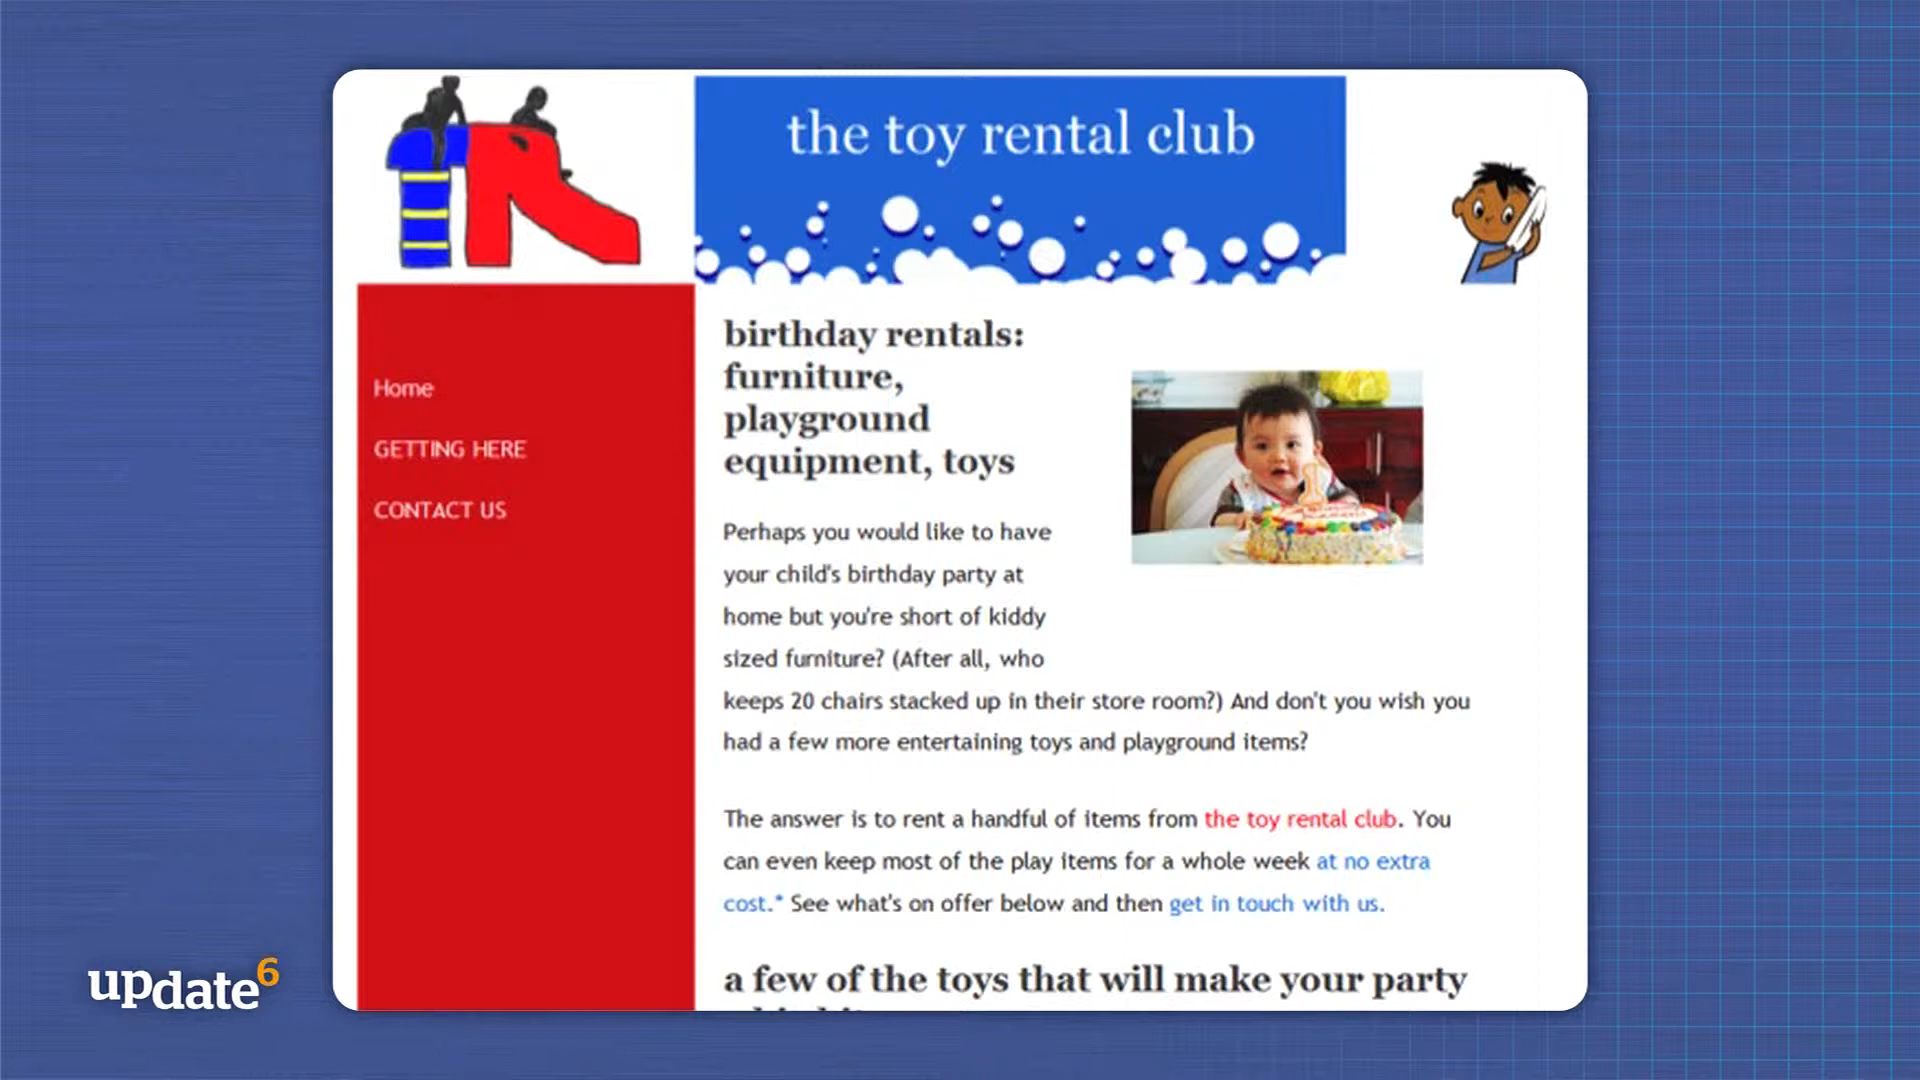 the toy rental club
Home
GETTING HERE
CONTACT US
birthday rentals:
furniture,
playground
equipment, toys
1
Perhaps you would like to have
your child's birthday party at
home but you're short of kiddy
sized furniture? (After all, who
keeps 20 chairs stacked up in their store room?) And don't you wish you
had a few more entertaining toys and playground items?
The answer is to rent a handful of items from the toy rental club. You
can even keep most of the play items for a whole week at no extra
cost.* See what's on offer below and then get in touch with us.
a few of the toys that will make your party
update6